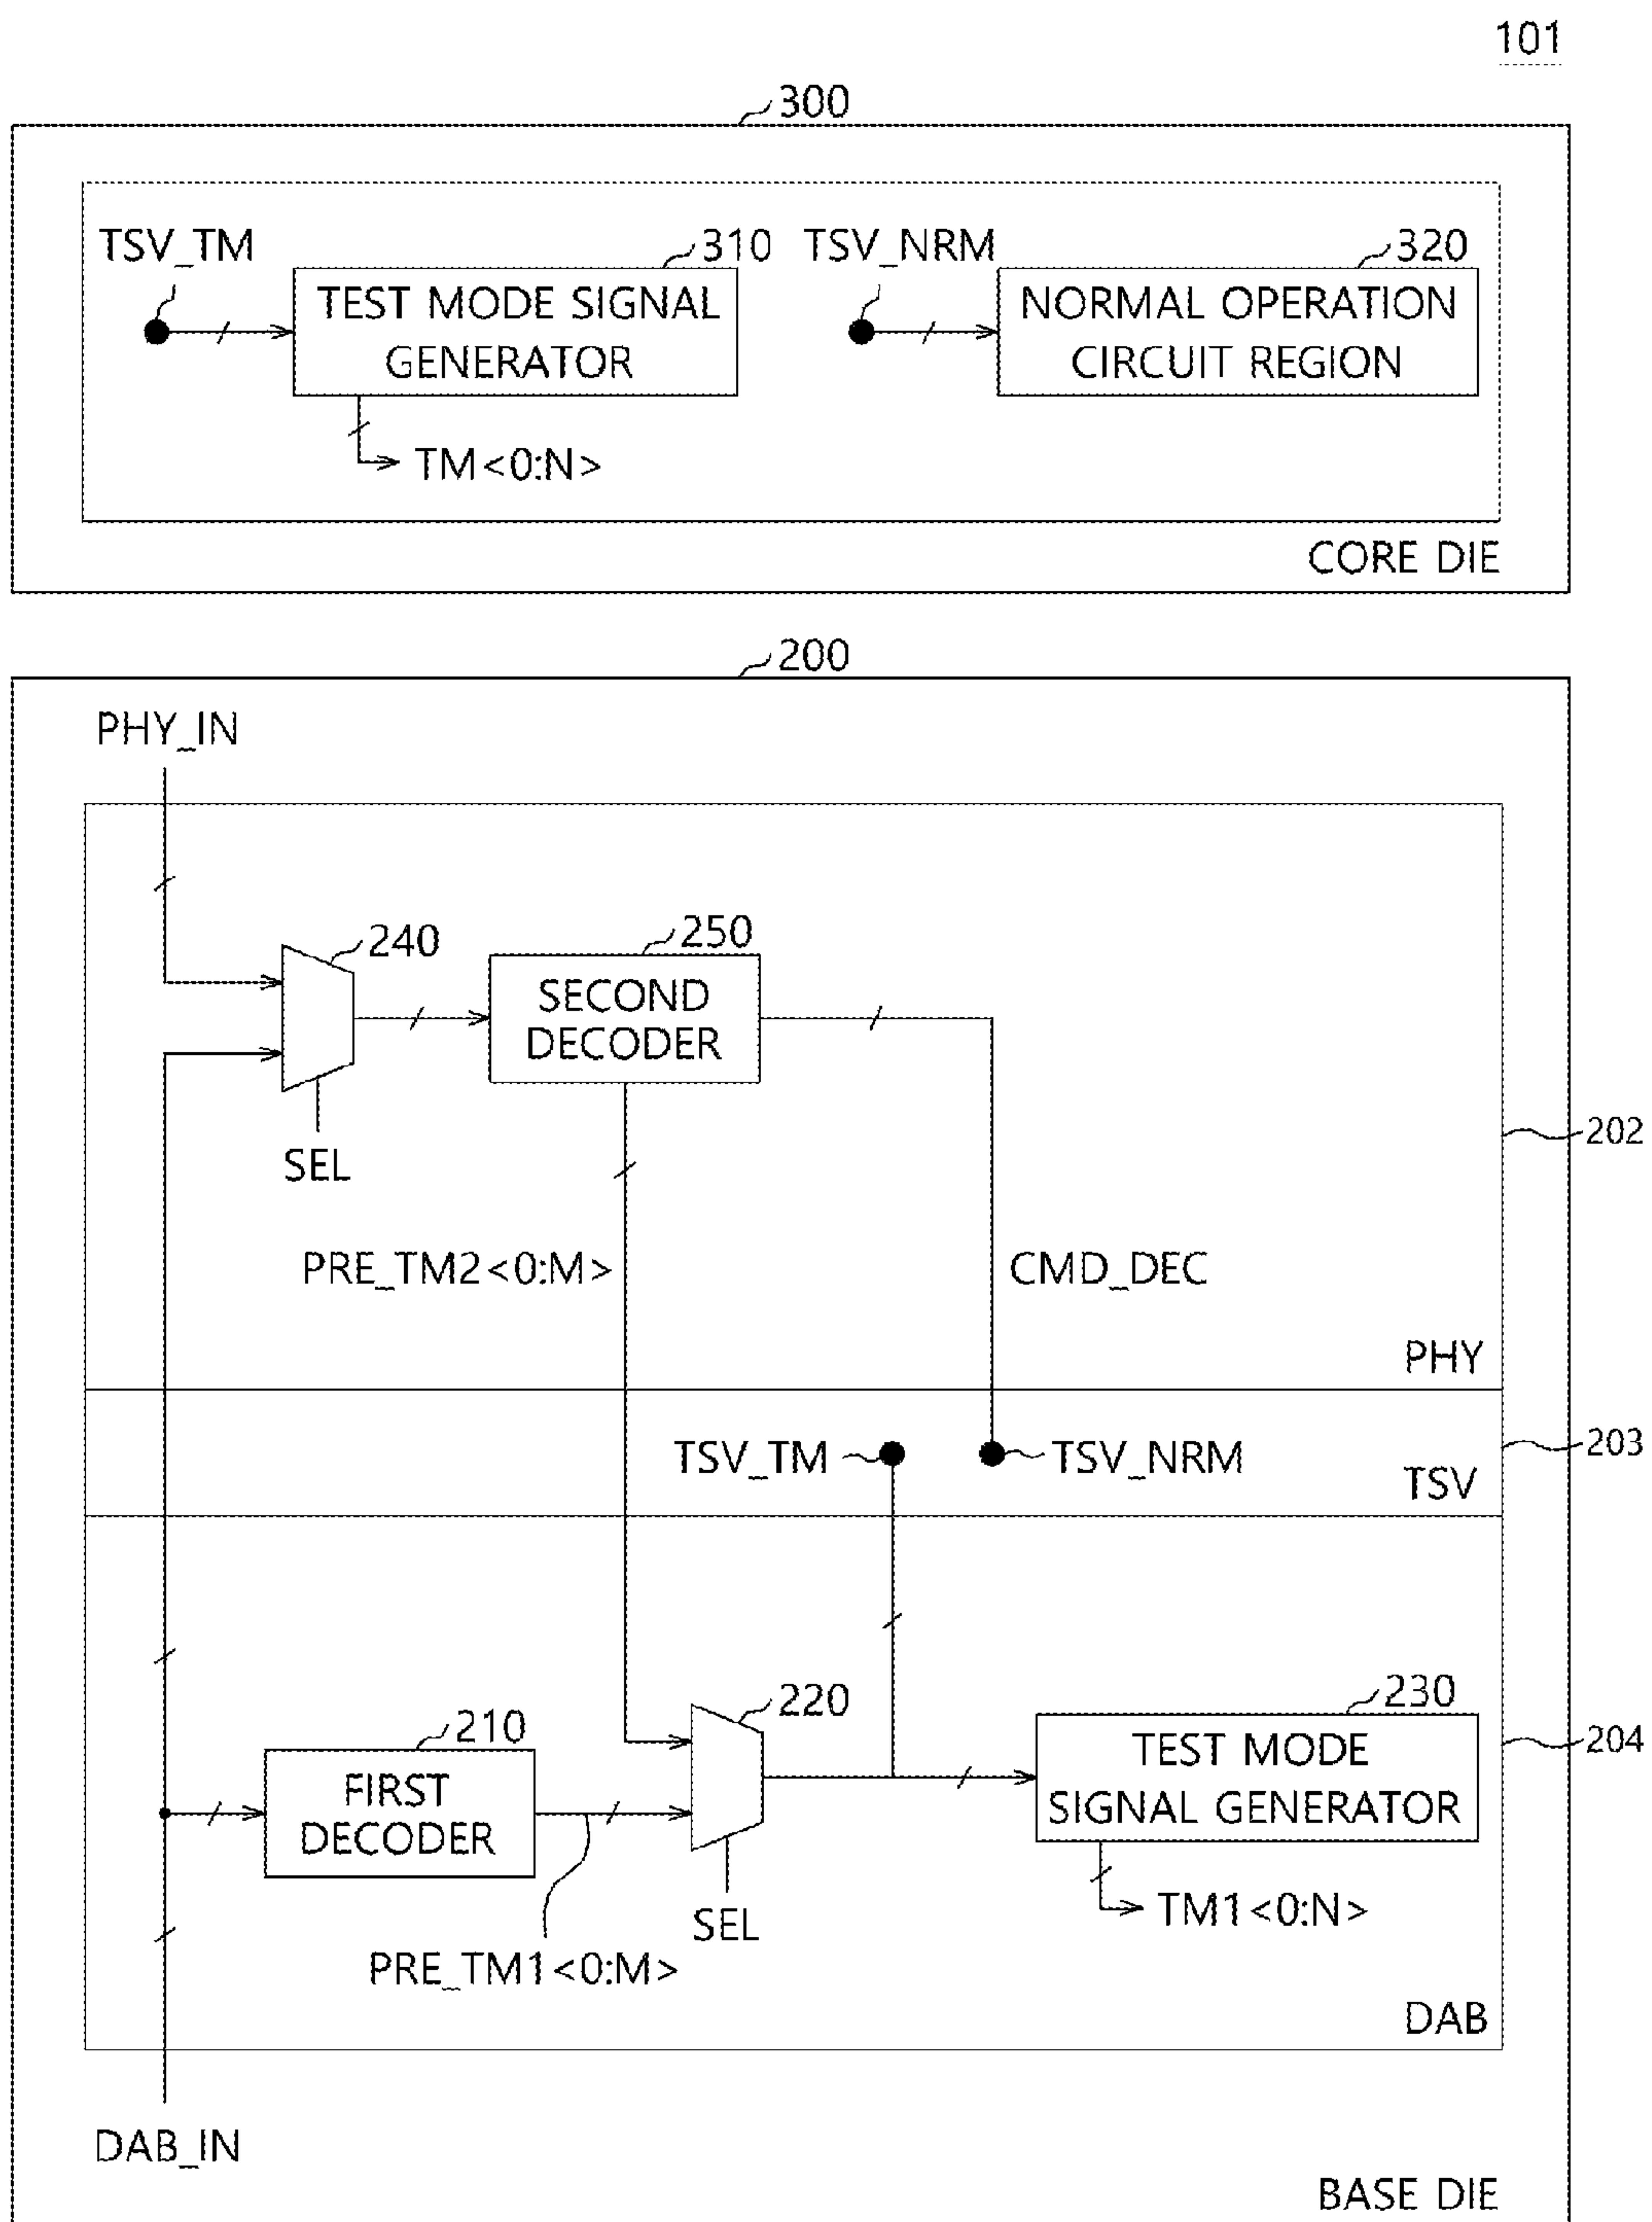 101
300
TSV_TM
310
TSV_NRM
320
TEST MODE SIGNAL
GENERATOR
NORMAL OPERATION
CIRCUIT REGION
TM<0:N>
CORE DIE
200
PHY_IN
240
250
SECOND
DECODER
202
SEL
PRE_TM2<0:M>
CMD_DEC
PHY
TSV_TM
TSV_NRM
203
TSV
220
230
210
TEST MODE
SIGNAL GENERATOR
204
FIRST
DECODER
SEL
TM1<0:N>
PRE_TM1<0:M>
DAB
DAB_IN
BASE DIE